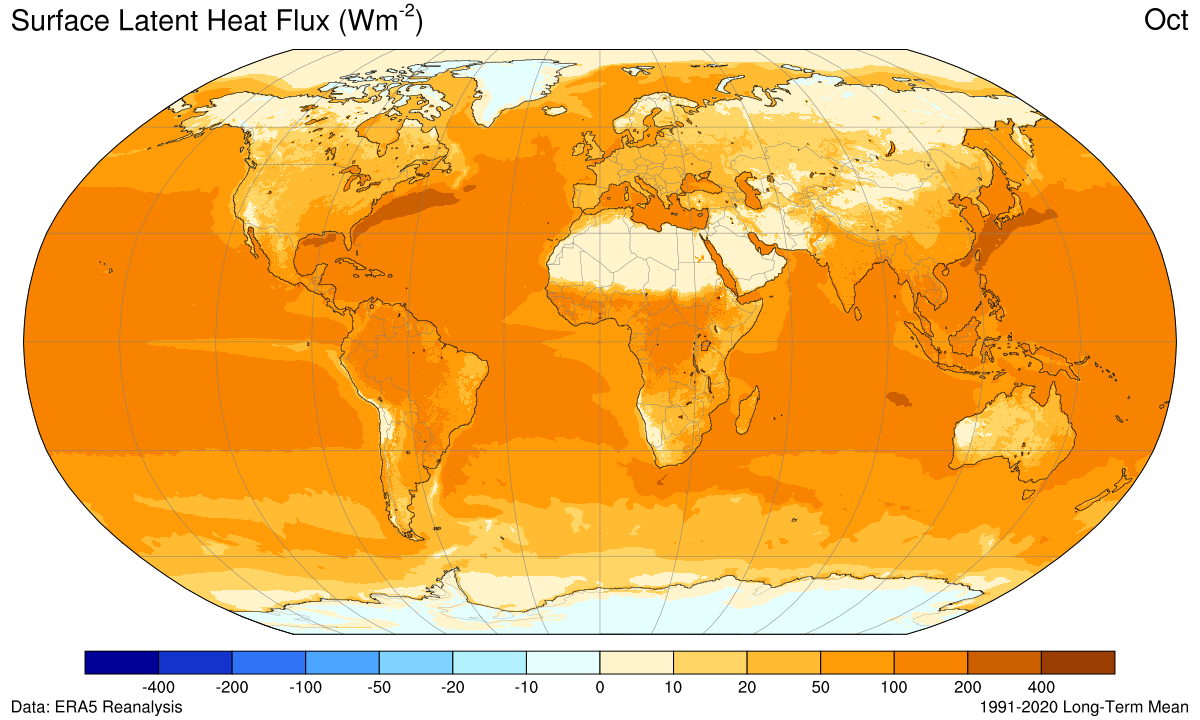 Surface Latent Heat Flux (Wm-2) Oct
-400 -200 -100 -50 -20 -10 0 10 20 50 100 200 400
Data: ERA5 Reanalysis 1991-2020 Long-Term Mean